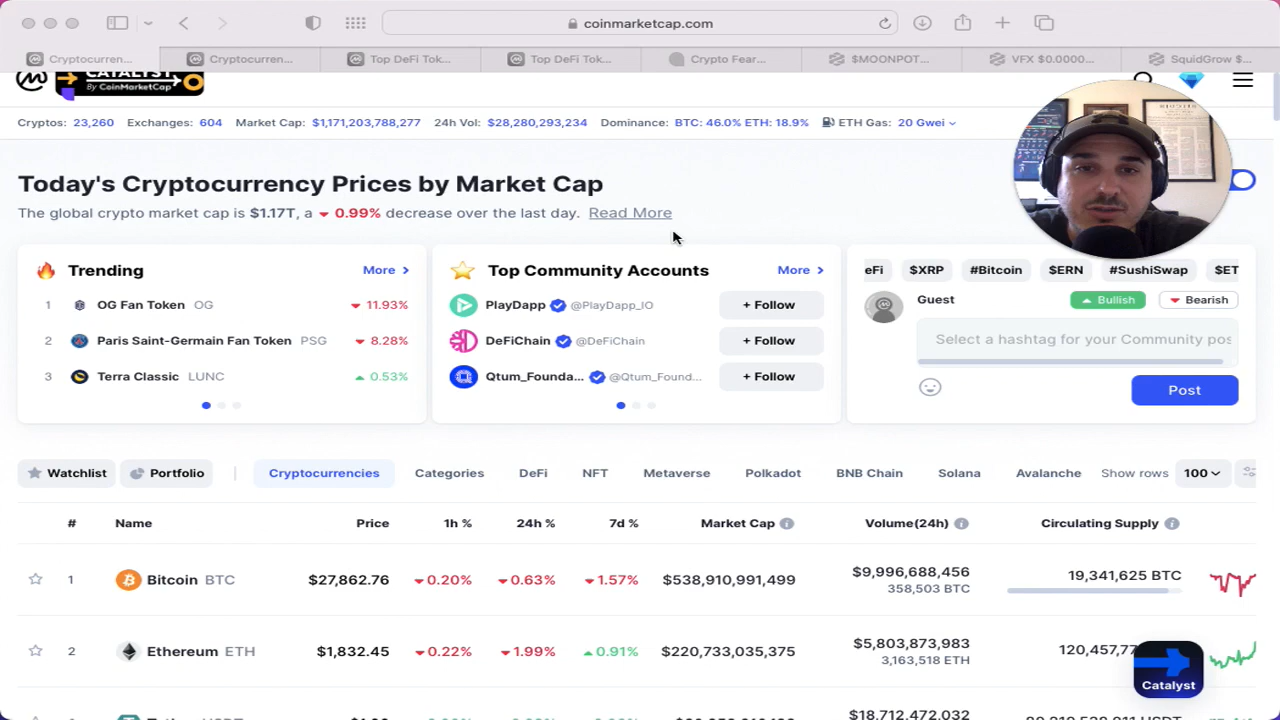 coinmarketcap.com
Cryptocurren...
Cryptocurren...
Top DeFi Tok...
Top DeFi Tok...
Crypto Fear...
$MOONPOT...
VFX $0.0000...
SquidGrow $...
CATALYST
By CoinMarketCap
Cryptos: 23,260 Exchanges: 604 Market Cap: $1,171,203,788,277 24h Vol: $28,280,293,234 Dominance: BTC: 46.0% ETH: 18.9% ETH Gas: 20 Gwei
Today's Cryptocurrency Prices by Market Cap
The global crypto market cap is $1.17T, a 0.99% decrease over the last day. Read More
Trending More
1 OG Fan Token OG 11.93%
2 Paris Saint-Germain Fan Token PSG 8.28%
3 Terra Classic LUNC 0.53%
Top Community Accounts More
PlayDapp @PlayDapp_IO + Follow
DeFiChain @DeFiChain + Follow
Qtum_Founda... @Qtum_Found... + Follow
eFi $XRP #Bitcoin $ERN #SushiSwap $ET
Guest Bullish Bearish
Select a hashtag for your Community pos
Post
Watchlist Portfolio Cryptocurrencies Categories DeFi NFT Metaverse Polkadot BNB Chain Solana Avalanche Show rows 100
# Name Price 1h % 24h % 7d % Market Cap Volume(24h) Circulating Supply
1 Bitcoin BTC $27,862.76 0.20% 0.63% 1.57% $538,910,991,499 $9,996,688,456 19,341,625 BTC
358,503 BTC
2 Ethereum ETH $1,832.45 0.22% 1.99% 0.91% $220,733,035,375 $5,803,873,983 120,457,77
3,163,518 ETH
Catalyst
$18,712,472,032